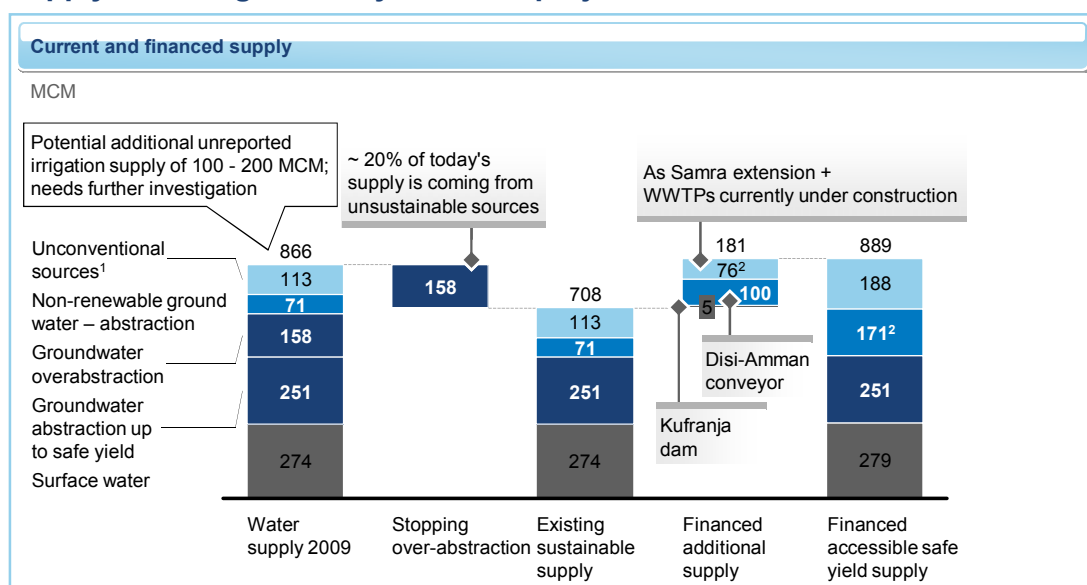 Current and financed supply
MCM
Potential additional unreported
irrigation supply of 100 - 200 MCM;
needs further investigation
~ 20% of today's
supply is coming from
unsustainable sources
As Samra extension +
WWTPs currently under construction
Unconventional
sources¹
Non-renewable ground
water – abstraction
Groundwater
overabstraction
Groundwater
abstraction up
to safe yield
Surface water
866
113
71
158
251
274
158
708
113
71
251
274
181
76²
100
5
Disi-Amman
conveyor
Kufranja
dam
889
188
171²
251
279
Water
supply 2009
Stopping
over-abstraction
Existing
sustainable
supply
Financed
additional
supply
Financed
accessible safe
yield supply